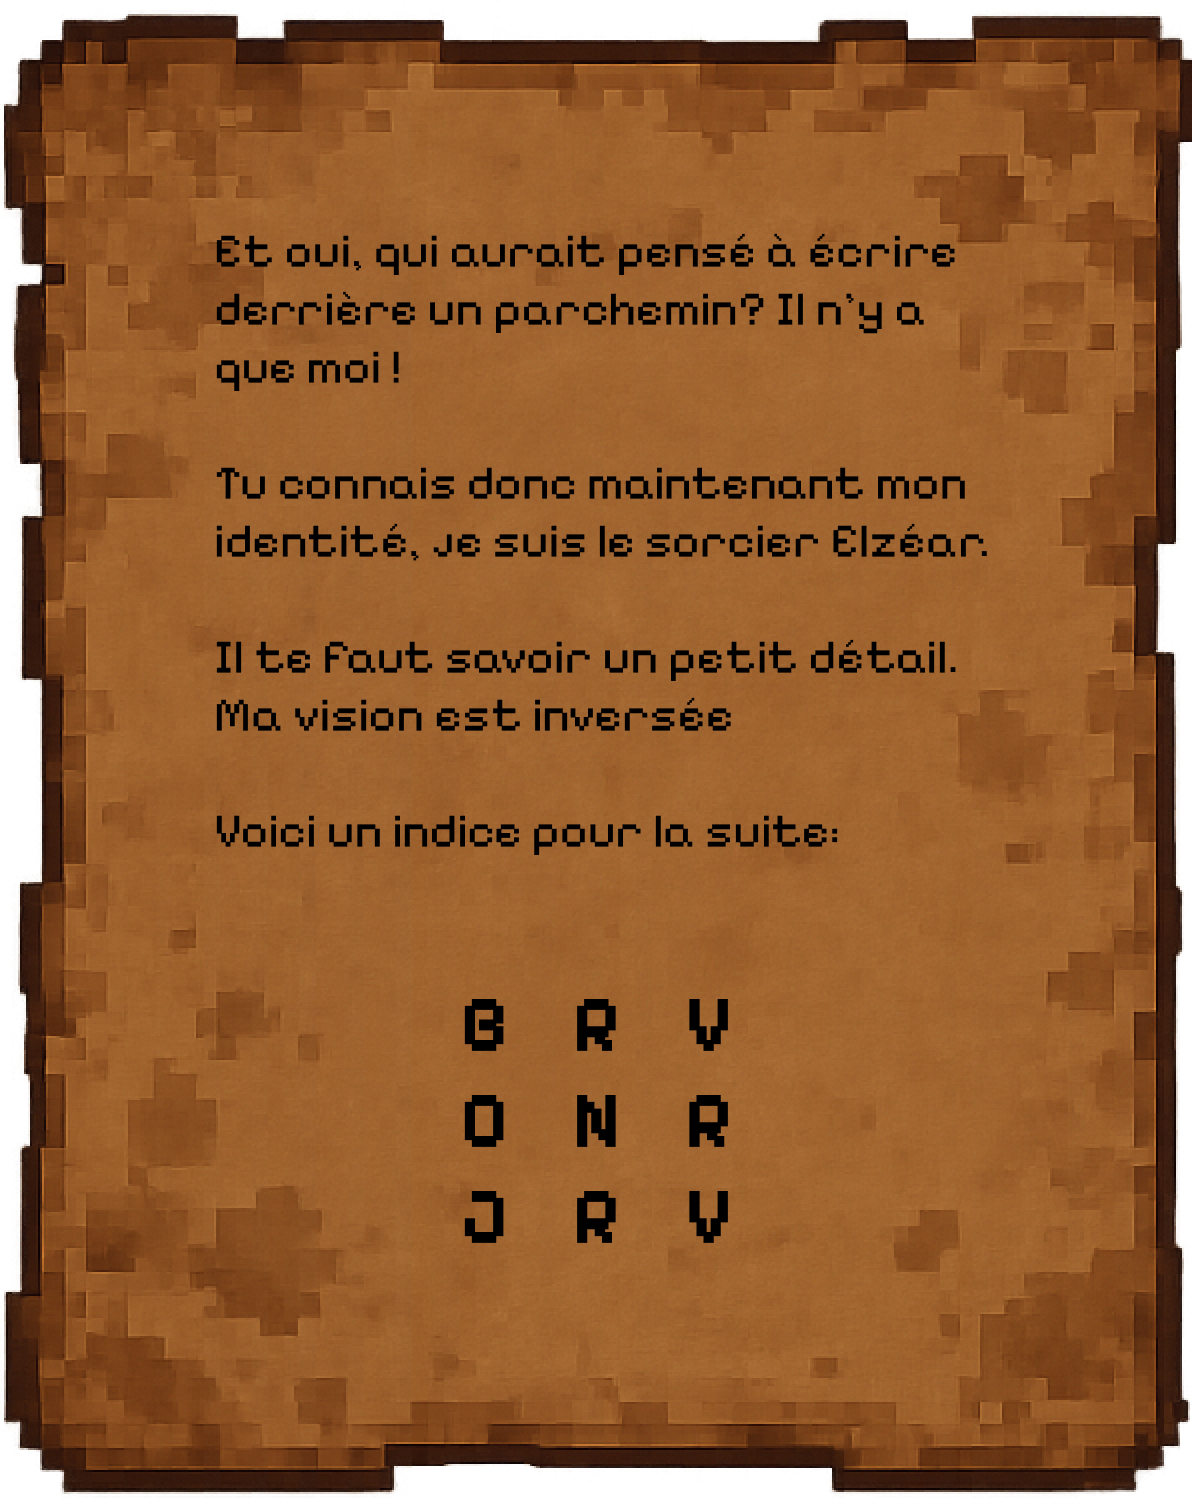 Et oui, qui aurait pensé à écrire
derrière un parchemin? Il n'y a
que moi !
Tu connais donc maintenant mon
identité, je suis le sorcier Elzéar.
Il te faut savoir un petit détail.
Ma vision est inversée
Voici un indice pour la suite:
B R V
O N R
J R V